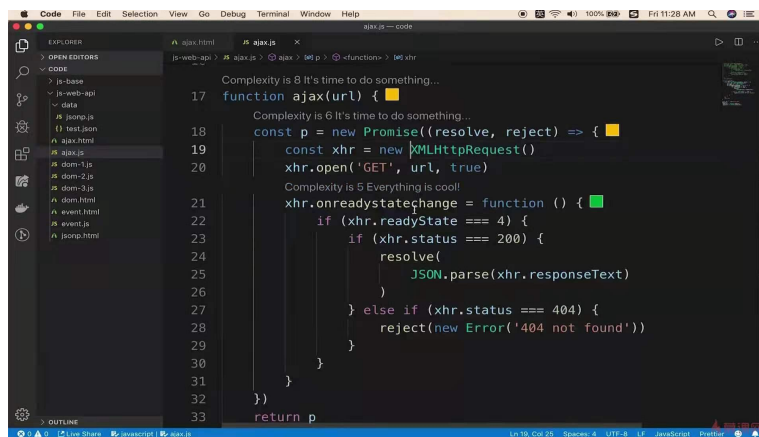 Code File Edit Selection View Go Debug Terminal Window Help 100% Fri 11:28 AM
ajax.js — code
EXPLORER
OPEN EDITORS
CODE
js-base
js-web-api
data
JS jsonp.js
{} test.json
ajax.html
JS ajax.js
JS dom-1.js
JS dom-2.js
JS dom-3.js
dom.html
event.html
JS event.js
jsonp.html
OUTLINE
ajax.html JS ajax.js ×
js-web-api > JS ajax.js > ajax > p > <function> > xhr
Complexity is 8 It's time to do something...
17 function ajax(url) {
Complexity is 6 It's time to do something...
18 const p = new Promise((resolve, reject) => {
19 const xhr = new XMLHttpRequest()
20 xhr.open('GET', url, true)
Complexity is 5 Everything is cool!
21 xhr.onreadystatechange = function () {
22 if (xhr.readyState === 4) {
23 if (xhr.status === 200) {
24 resolve(
25 JSON.parse(xhr.responseText)
26 )
27 } else if (xhr.status === 404) {
28 reject(new Error('404 not found'))
29 }
30 }
31 }
32 })
33 return p
0 0 Live Share javascript | ajax.js Ln 19, Col 25 Spaces: 4 UTF-8 LF JavaScript Prettier